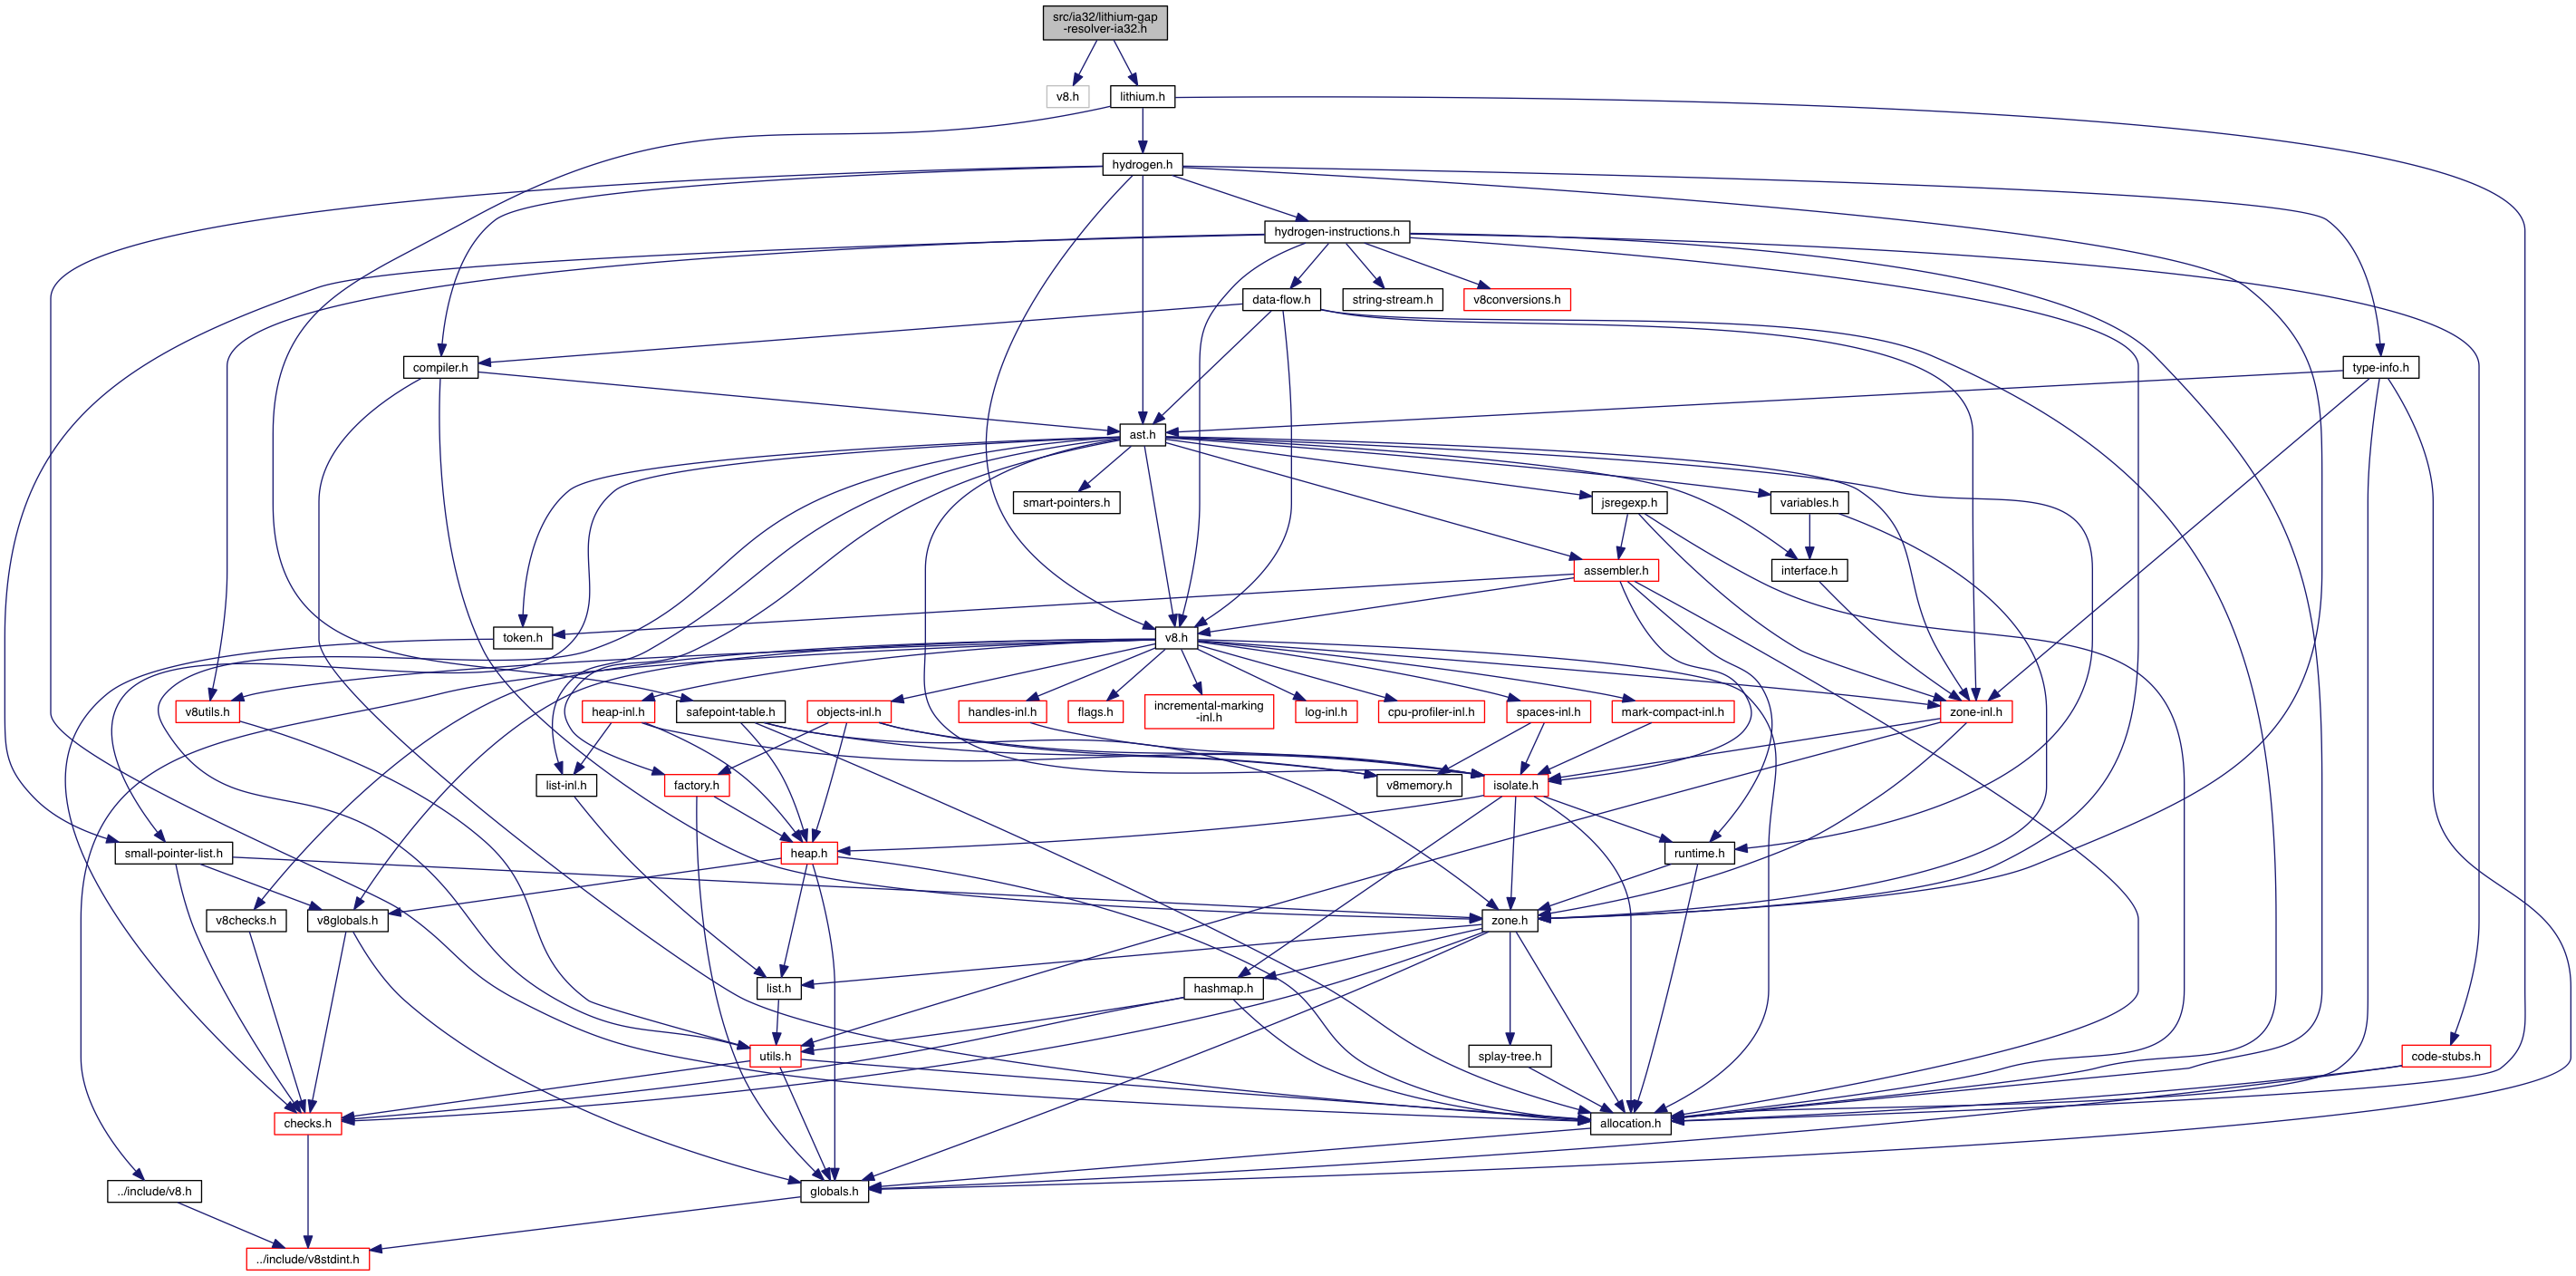 src/ia32/lithium-gap
-resolver-ia32.h
v8.h
lithium.h
hydrogen.h
hydrogen-instructions.h
data-flow.h
string-stream.h
v8conversions.h
compiler.h
type-info.h
ast.h
smart-pointers.h
jsregexp.h
variables.h
assembler.h
interface.h
token.h
v8.h
v8utils.h
heap-inl.h
safepoint-table.h
objects-inl.h
handles-inl.h
flags.h
incremental-marking
-inl.h
log-inl.h
cpu-profiler-inl.h
spaces-inl.h
mark-compact-inl.h
zone-inl.h
list-inl.h
factory.h
v8memory.h
isolate.h
small-pointer-list.h
heap.h
runtime.h
v8checks.h
v8globals.h
zone.h
list.h
hashmap.h
utils.h
splay-tree.h
code-stubs.h
checks.h
allocation.h
../include/v8.h
globals.h
../include/v8stdint.h